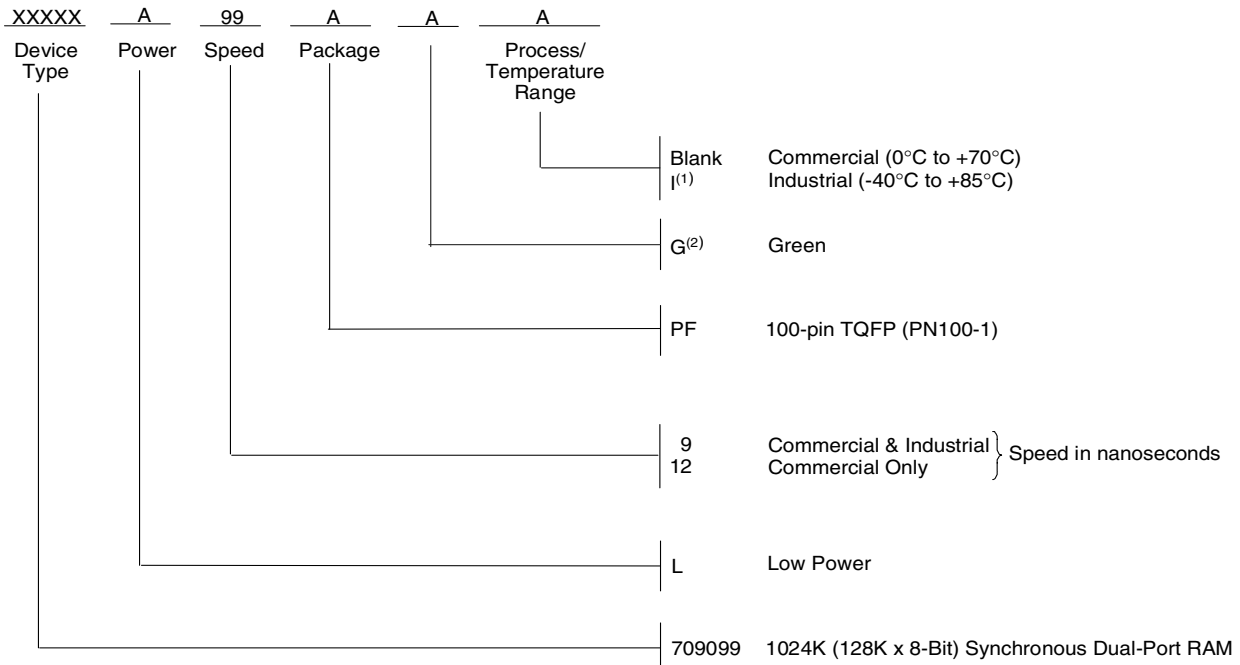 XXXXX A 99 A A A
Device Type Power Speed Package Process/ Temperature Range
Blank Commercial (0°C to +70°C)
I(1) Industrial (-40°C to +85°C)
G(2) Green
PF 100-pin TQFP (PN100-1)
9 Commercial & Industrial
12 Commercial Only
Speed in nanoseconds
L Low Power
709099 1024K (128K x 8-Bit) Synchronous Dual-Port RAM